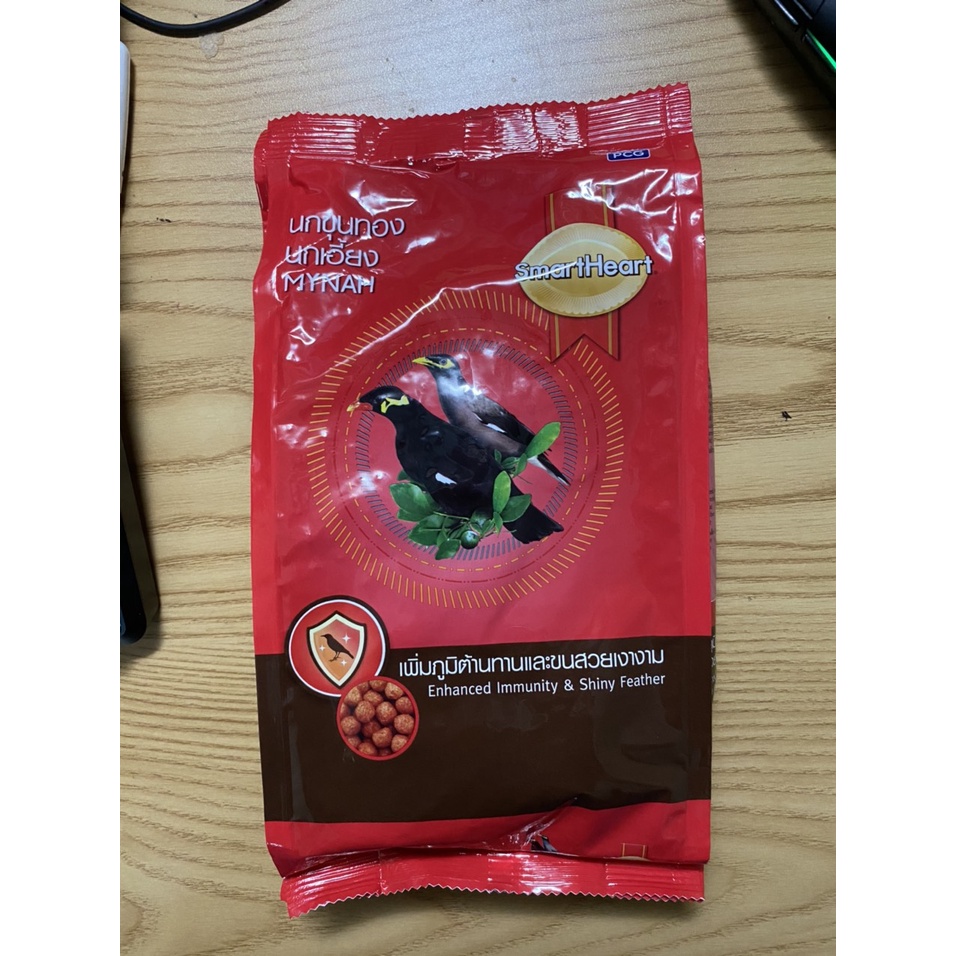 PCG
นกขุนทอง
นกเอี้ยง
MYNAH
SmartHeart
เพิ่มภูมิต้านทานและขนสวยเงางาม
Enhanced Immunity & Shiny Feather